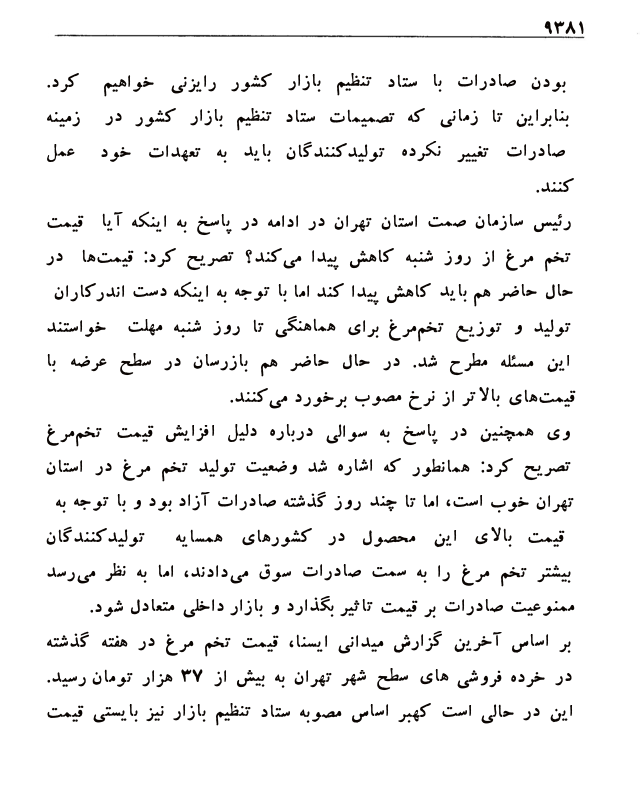 ۹۳۸۱
بودن صادرات با ستاد تنظیم بازار کشور رایزنی خواهیم کرد.
بنابراین تا زمانی که تصمیمات ستاد تنظیم بازار کشور در زمینه
صادرات تغییر نکرده تولیدکنندگان باید به تعهدات خود عمل
کنند.
رئیس سازمان صمت استان تهران در ادامه در پاسخ به اینکه آیا قیمت
تخم مرغ از روز شنبه کاهش پیدا می‌کند؟ تصریح کرد: قیمت‌ها در
حال حاضر هم باید کاهش پیدا کند اما با توجه به اینکه دست اندرکاران
تولید و توزیع تخم‌مرغ برای هماهنگی تا روز شنبه مهلت خواستند
این مسئله مطرح شد. در حال حاضر هم بازرسان در سطح عرضه با
قیمت‌های بالاتر از نرخ مصوب برخورد می‌کنند.
وی همچنین در پاسخ به سوالی درباره دلیل افزایش قیمت تخم‌مرغ
تصریح کرد: همانطور که اشاره شد وضعیت تولید تخم مرغ در استان
تهران خوب است، اما تا چند روز گذشته صادرات آزاد بود و با توجه به
قیمت بالای این محصول در کشورهای همسایه تولیدکنندگان
بیشتر تخم مرغ را به سمت صادرات سوق می‌دادند، اما به نظر می‌رسد
ممنوعیت صادرات بر قیمت تاثیر بگذارد و بازار داخلی متعادل شود.
بر اساس آخرین گزارش میدانی ایسنا، قیمت تخم مرغ در هفته گذشته
در خرده فروشی های سطح شهر تهران به بیش از ۳۷ هزار تومان رسید.
این در حالی است کهبر اساس مصوبه ستاد تنظیم بازار نیز بایستی قیمت